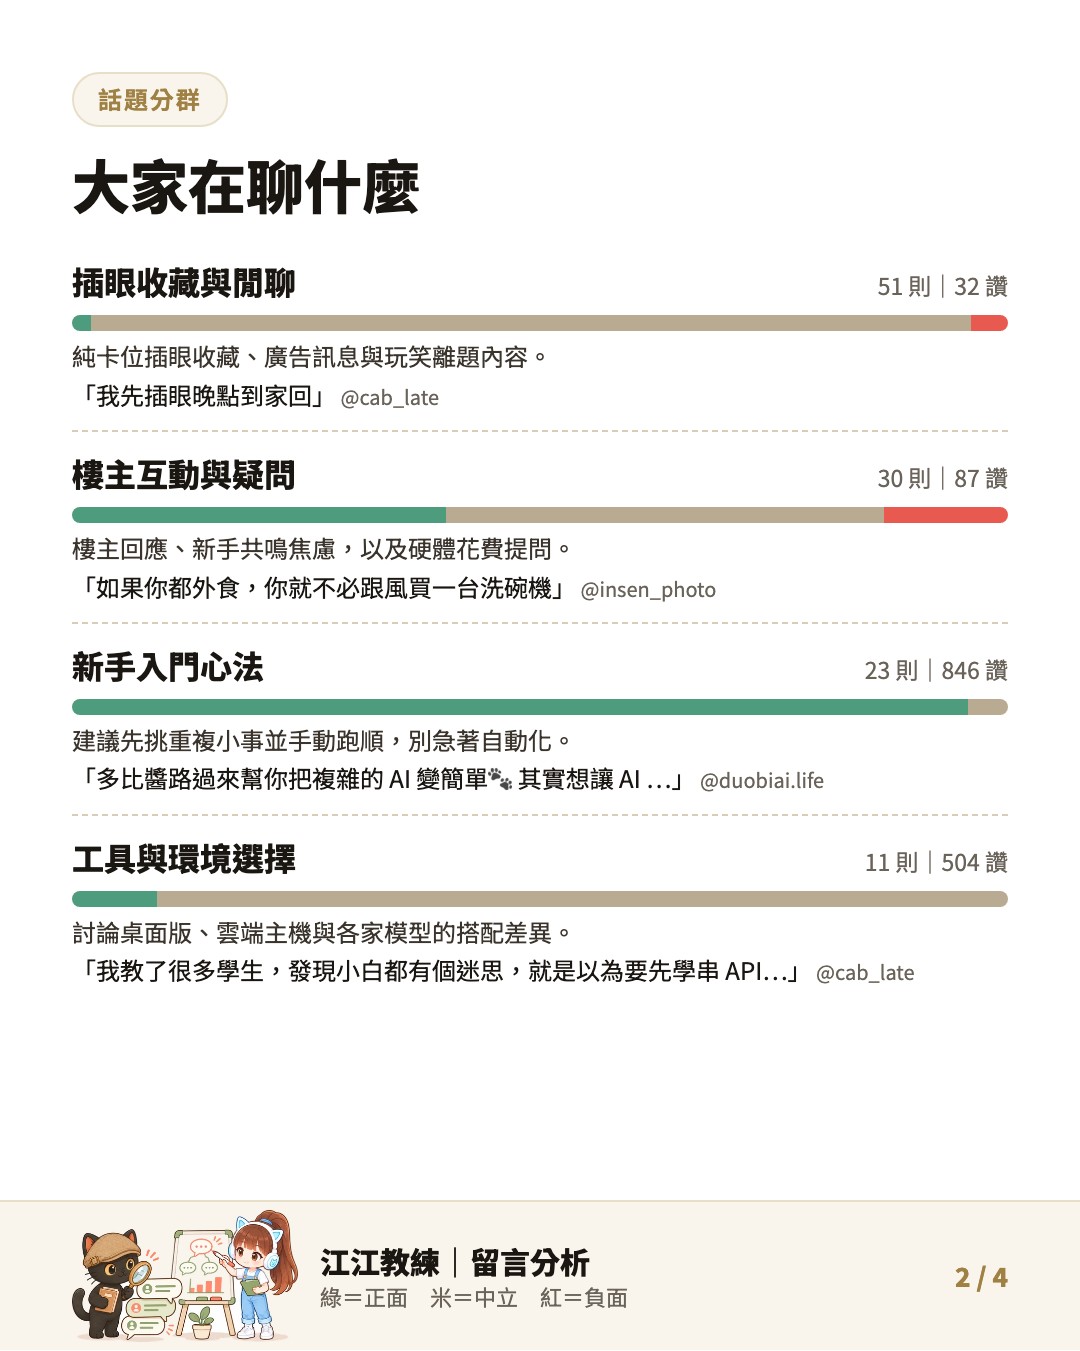 話題分群
大家在聊什麼
插眼收藏與閒聊
51 則｜32 讚
純卡位插眼收藏、廣告訊息與玩笑離題內容。
「我先插眼晚點到家回」 @cab_late
樓主互動與疑問
30 則｜87 讚
樓主回應、新手共鳴焦慮，以及硬體花費提問。
「如果你都外食，你就不必跟風買一台洗碗機」 @insen_photo
新手入門心法
23 則｜846 讚
建議先挑重複小事並手動跑順，別急著自動化。
「多比醬路過來幫你把複雜的 AI 變簡單🐾 其實想讓 AI …」 @duobiai.life
工具與環境選擇
11 則｜504 讚
討論桌面版、雲端主機與各家模型的搭配差異。
「我教了很多學生，發現小白都有個迷思，就是以為要先學串 API…」 @cab_late
江江教練｜留言分析
綠＝正面　米＝中立　紅＝負面
2 / 4